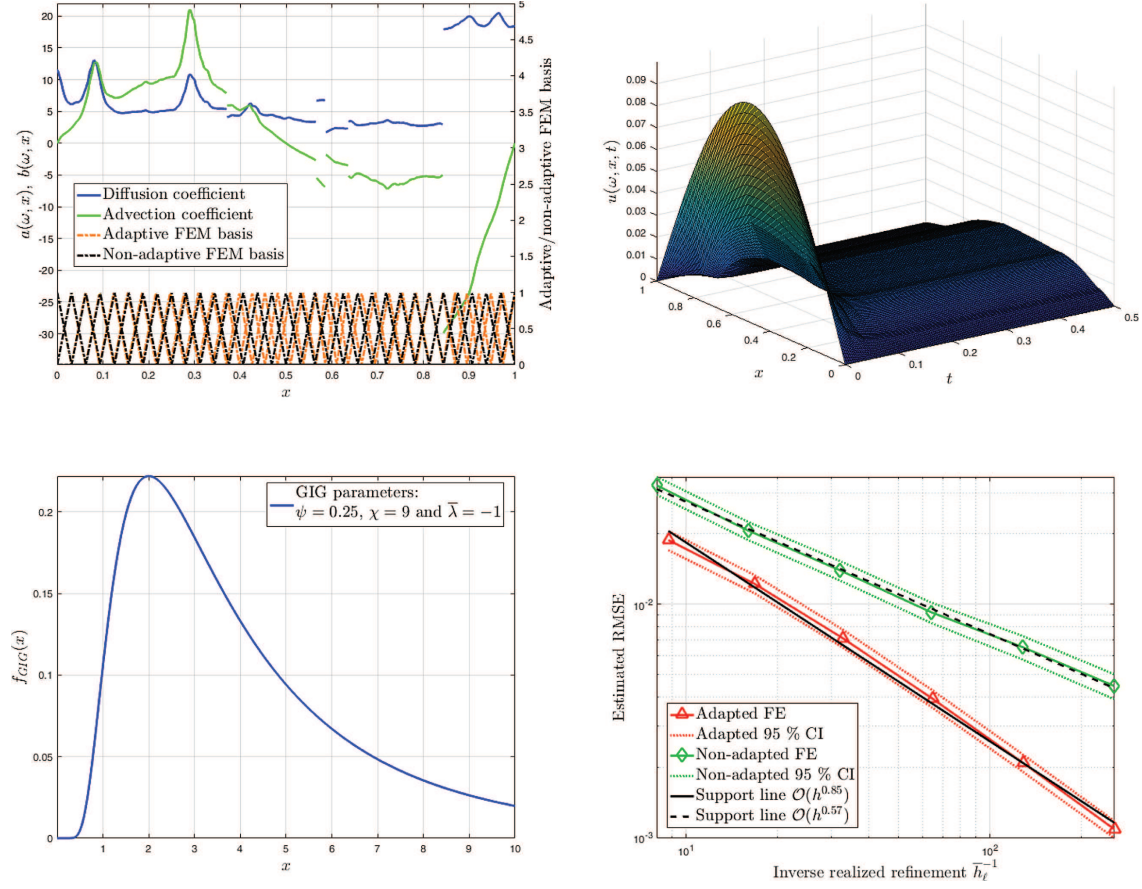 20
15
10
5
0
-5
-10
-15
-20
-25
-30
a(ω, x), b(ω, x)
Diffusion coefficient
Advection coefficient
Adaptive FEM basis
Non-adaptive FEM basis
5
4.5
4
3.5
3
2.5
2
1.5
1
0.5
0
Adaptive/non-adaptive FEM basis
0 0.1 0.2 0.3 0.4 0.5 0.6 0.7 0.8 0.9 1
x
0.09
0.08
0.07
0.06
0.05
0.04
0.03
0.02
0.01
0
u(ω, x, t)
1
0.8
0.6
0.4
0.2
0
x
0
0.1
0.2
0.3
0.4
0.5
t
0.2
0.15
0.1
0.05
0
f_GIG(x)
GIG parameters:
ψ = 0.25, χ = 9 and λ̅ = −1
0 1 2 3 4 5 6 7 8 9 10
x
10⁻²
10⁻³
Estimated RMSE
Adapted FE
Adapted 95 % CI
Non-adapted FE
Non-adapted 95 % CI
Support line 𝒪(h^0.85)
Support line 𝒪(h^0.57)
10¹ 10²
Inverse realized refinement h̅_ℓ⁻¹